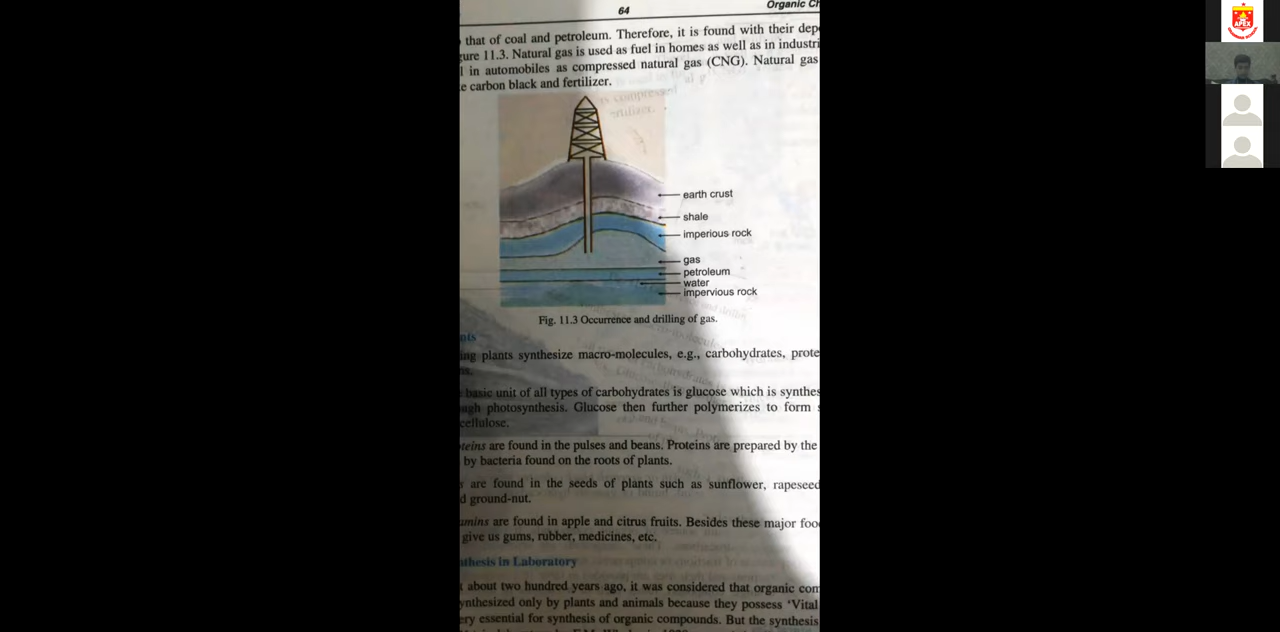 64
Organic Ch
that of coal and petroleum. Therefore, it is found with their dep
ure 11.3. Natural gas is used as fuel in homes as well as in industri
l in automobiles as compressed natural gas (CNG). Natural gas
e carbon black and fertilizer.
earth crust
shale
imperious rock
gas
petroleum
water
impervious rock
Fig. 11.3 Occurrence and drilling of gas.
nts
ing plants synthesize macro-molecules, e.g., carbohydrates, prote
basic unit of all types of carbohydrates is glucose which is synthes
ugh photosynthesis. Glucose then further polymerizes to form s
cellulose.
teins are found in the pulses and beans. Proteins are prepared by the
by bacteria found on the roots of plants.
s are found in the seeds of plants such as sunflower, rapeseed
d ground-nut.
amins are found in apple and citrus fruits. Besides these major foo
give us gums, rubber, medicines, etc.
thesis in Laboratory
t about two hundred years ago, it was considered that organic com
ynthesized only by plants and animals because they possess 'Vital
ery essential for synthesis of organic compounds. But the synthesis
APEX